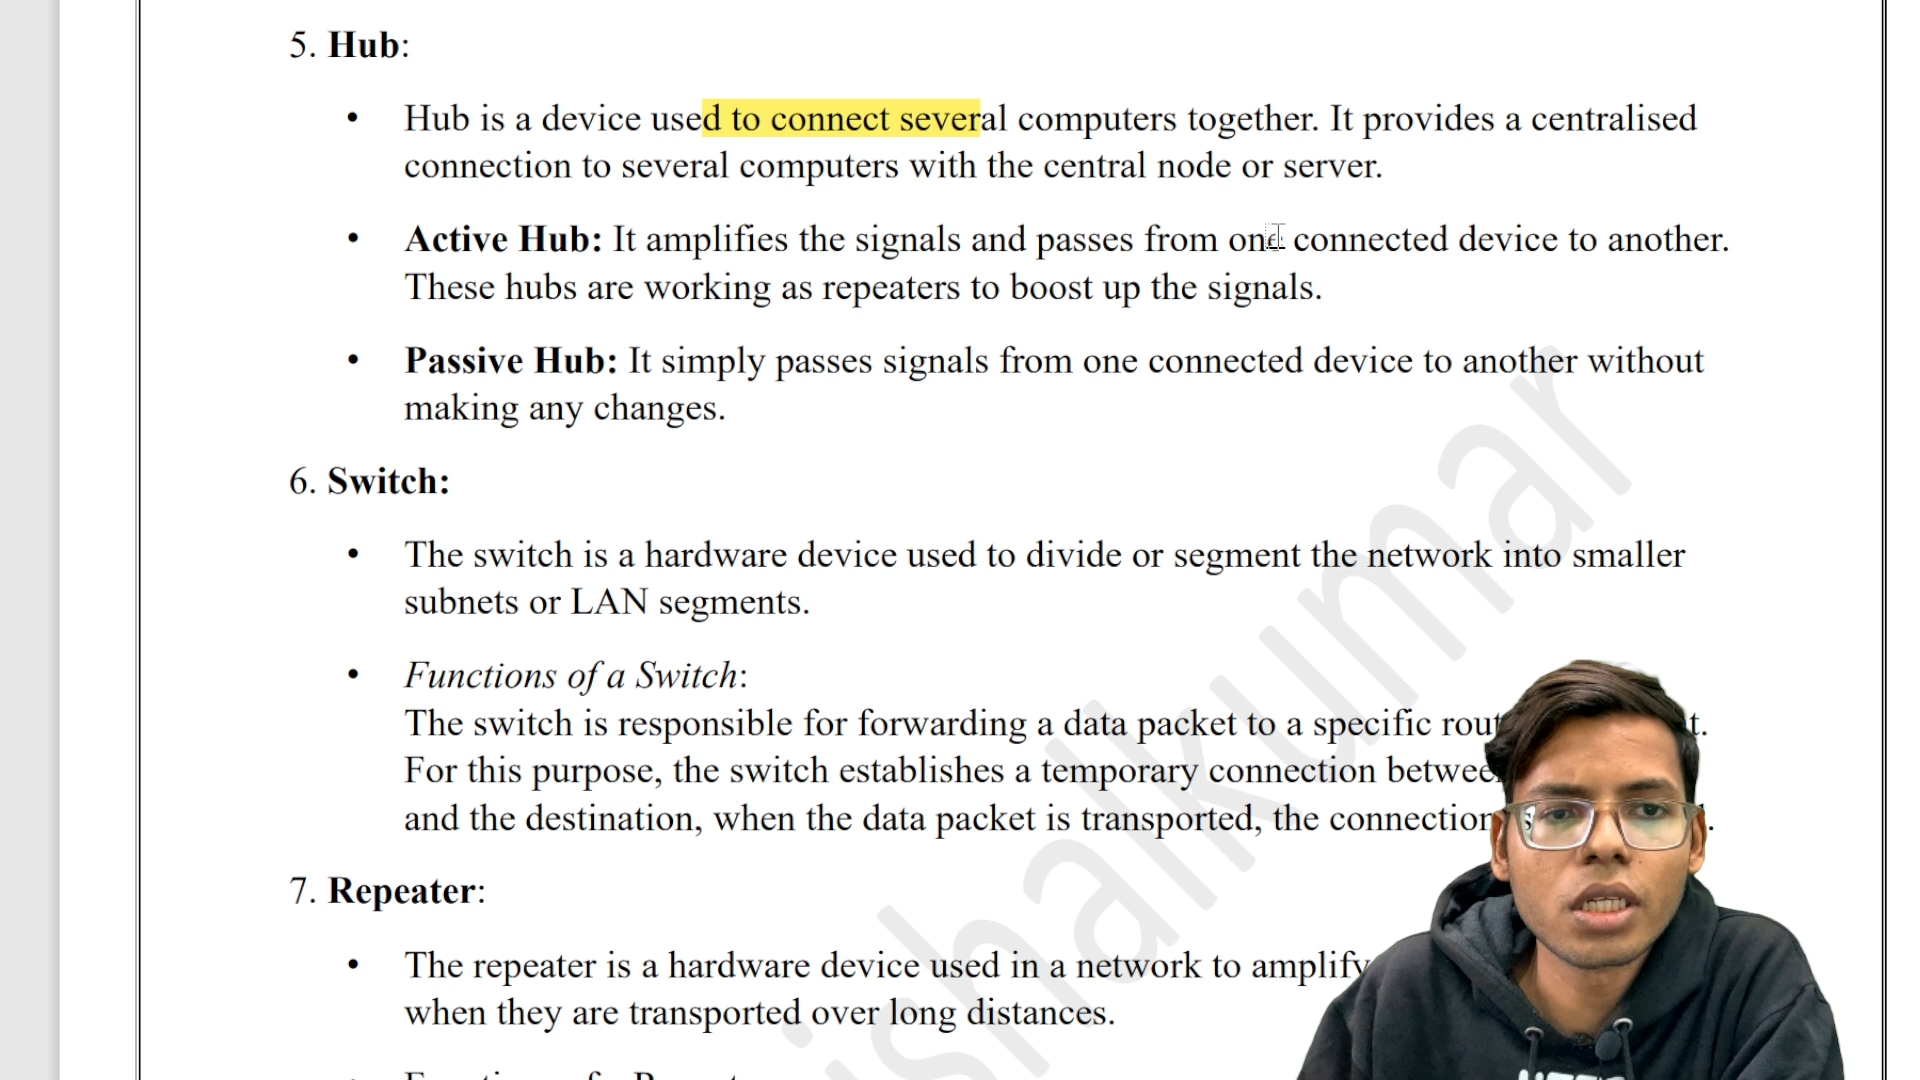 5. Hub:
• Hub is a device used to connect several computers together. It provides a centralised
connection to several computers with the central node or server.
• Active Hub: It amplifies the signals and passes from one connected device to another.
These hubs are working as repeaters to boost up the signals.
• Passive Hub: It simply passes signals from one connected device to another without
making any changes.
6. Switch:
• The switch is a hardware device used to divide or segment the network into smaller
subnets or LAN segments.
• Functions of a Switch:
The switch is responsible for forwarding a data packet to a specific
For this purpose, the switch establishes a temporary connection
and the destination, when the data packet is transported, the connection
7. Repeater:
• The repeater is a hardware device used in a network to amplify
when they are transported over long distances.
ishalkumar